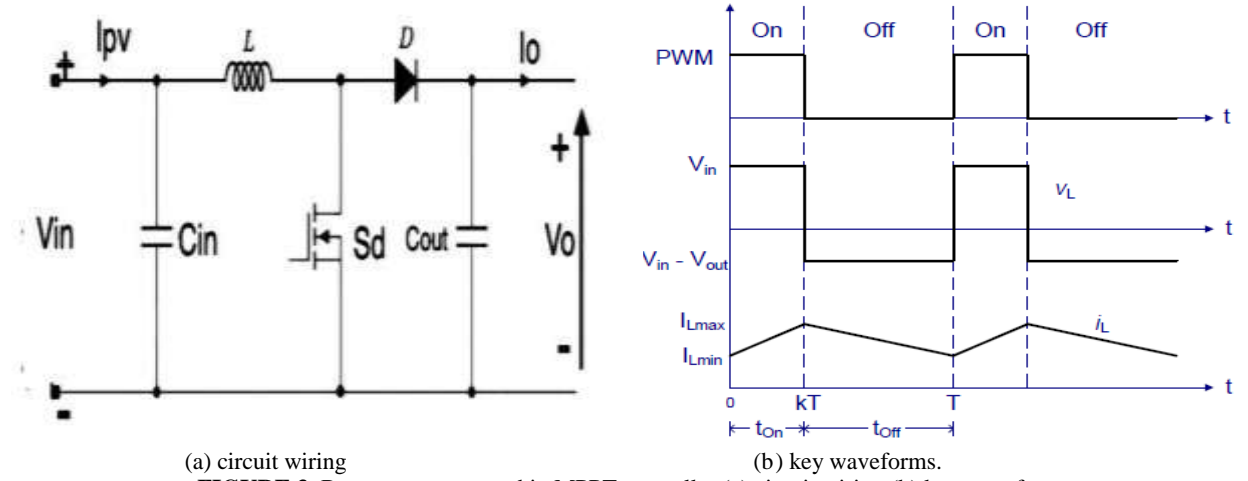 Ipv L D Io
+
Vin Cin Sd Cout + Vo
-
-
(a) circuit wiring
On Off On Off
PWM t
Vin
vL
t
Vin - Vout
ILmax iL
ILmin
t
0 kT T
tOn tOff
(b) key waveforms.